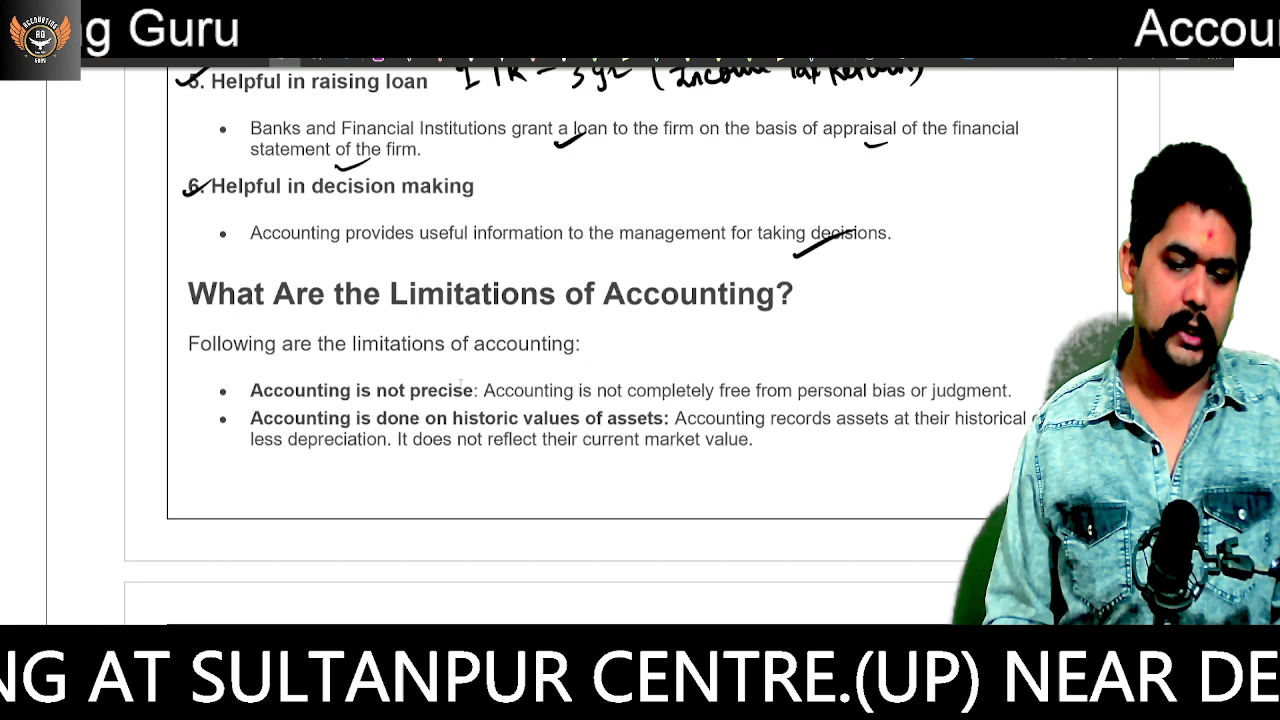 g Guru
Accou
ACCOUNTING
AG
GURU
5. Helpful in raising loan ITR - 3 yr (Income Tax Return)
• Banks and Financial Institutions grant a loan to the firm on the basis of appraisal of the financial
statement of the firm.
6. Helpful in decision making
• Accounting provides useful information to the management for taking decisions.
What Are the Limitations of Accounting?
Following are the limitations of accounting:
• Accounting is not precise: Accounting is not completely free from personal bias or judgment.
• Accounting is done on historic values of assets: Accounting records assets at their historical
less depreciation. It does not reflect their current market value.
NG AT SULTANPUR CENTRE.(UP) NEAR DE